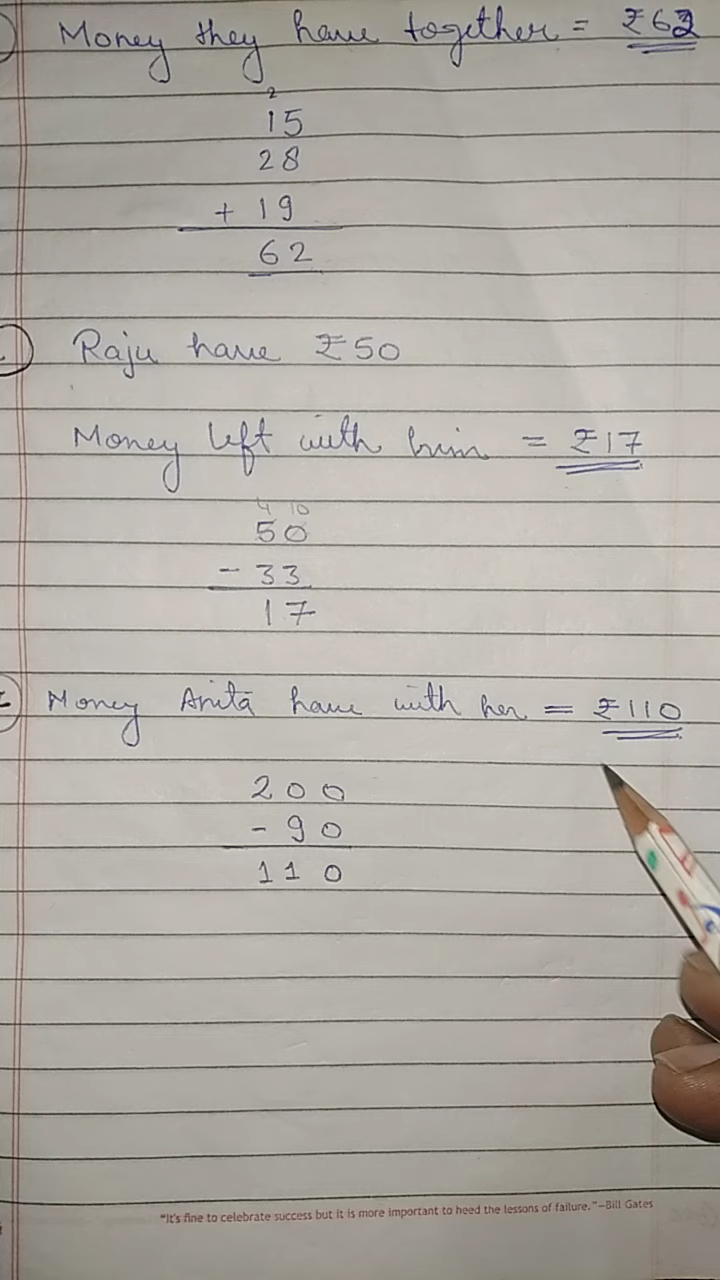 Money they have together = ₹62
2
15
28
+ 19
62
Raju have ₹50
Money left with him = ₹17
4 10
50
- 33
17
Money Anita have with her = ₹110
200
- 90
110
"It's fine to celebrate success but it is more important to heed the lessons of failure."–Bill Gates